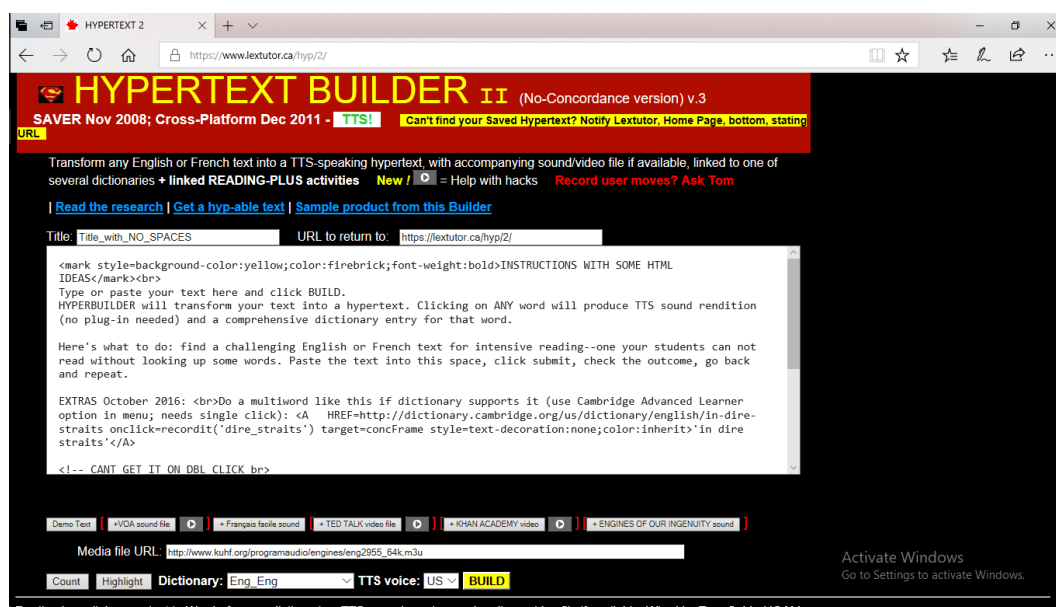 HYPERTEXT 2
https://www.lextutor.ca/hyp/2/
HYPERTEXT BUILDER II (No-Concordance version) v.3
SAVER Nov 2008; Cross-Platform Dec 2011 - TTS! Can't find your Saved Hypertext? Notify Lextutor, Home Page, bottom, stating
URL
Transform any English or French text into a TTS-speaking hypertext, with accompanying sound/video file if available, linked to one of
several dictionaries + linked READING-PLUS activities New ! = Help with hacks Record user moves? Ask Tom
| Read the research | Get a hyp-able text | Sample product from this Builder
Title: Title_with_NO_SPACES URL to return to: https://lextutor.ca/hyp/2/
<mark style=background-color:yellow;color:firebrick;font-weight:bold>INSTRUCTIONS WITH SOME HTML
IDEAS</mark><br>
Type or paste your text here and click BUILD.
HYPERBUILDER will transform your text into a hypertext. Clicking on ANY word will produce TTS sound rendition
(no plug-in needed) and a comprehensive dictionary entry for that word.
Here's what to do: find a challenging English or French text for intensive reading--one your students can not
read without looking up some words. Paste the text into this space, click submit, check the outcome, go back
and repeat.
EXTRAS October 2016: <br>Do a multiword like this if dictionary supports it (use Cambridge Advanced Learner
option in menu; needs single click): <A HREF=http://dictionary.cambridge.org/us/dictionary/english/in-dire-
straits onclick=recordit('dire_straits') target=concFrame style=text-decoration:none;color:inherit>'in dire
straits'</A>
<!-- CANT GET IT ON DBL CLICK br>
Demo Text [ +VOA sound file ] [ + Français facile sound [ + TED TALK video file ] [ + KHAN ACADEMY video ] [ + ENGINES OF OUR INGENUITY sound ]
Media file URL: http://www.kuhf.org/programaudio/engines/eng2955_64k.m3u
Count Highlight Dictionary: Eng_Eng TTS voice: US BUILD
Activate Windows
Go to Settings to activate Windows.